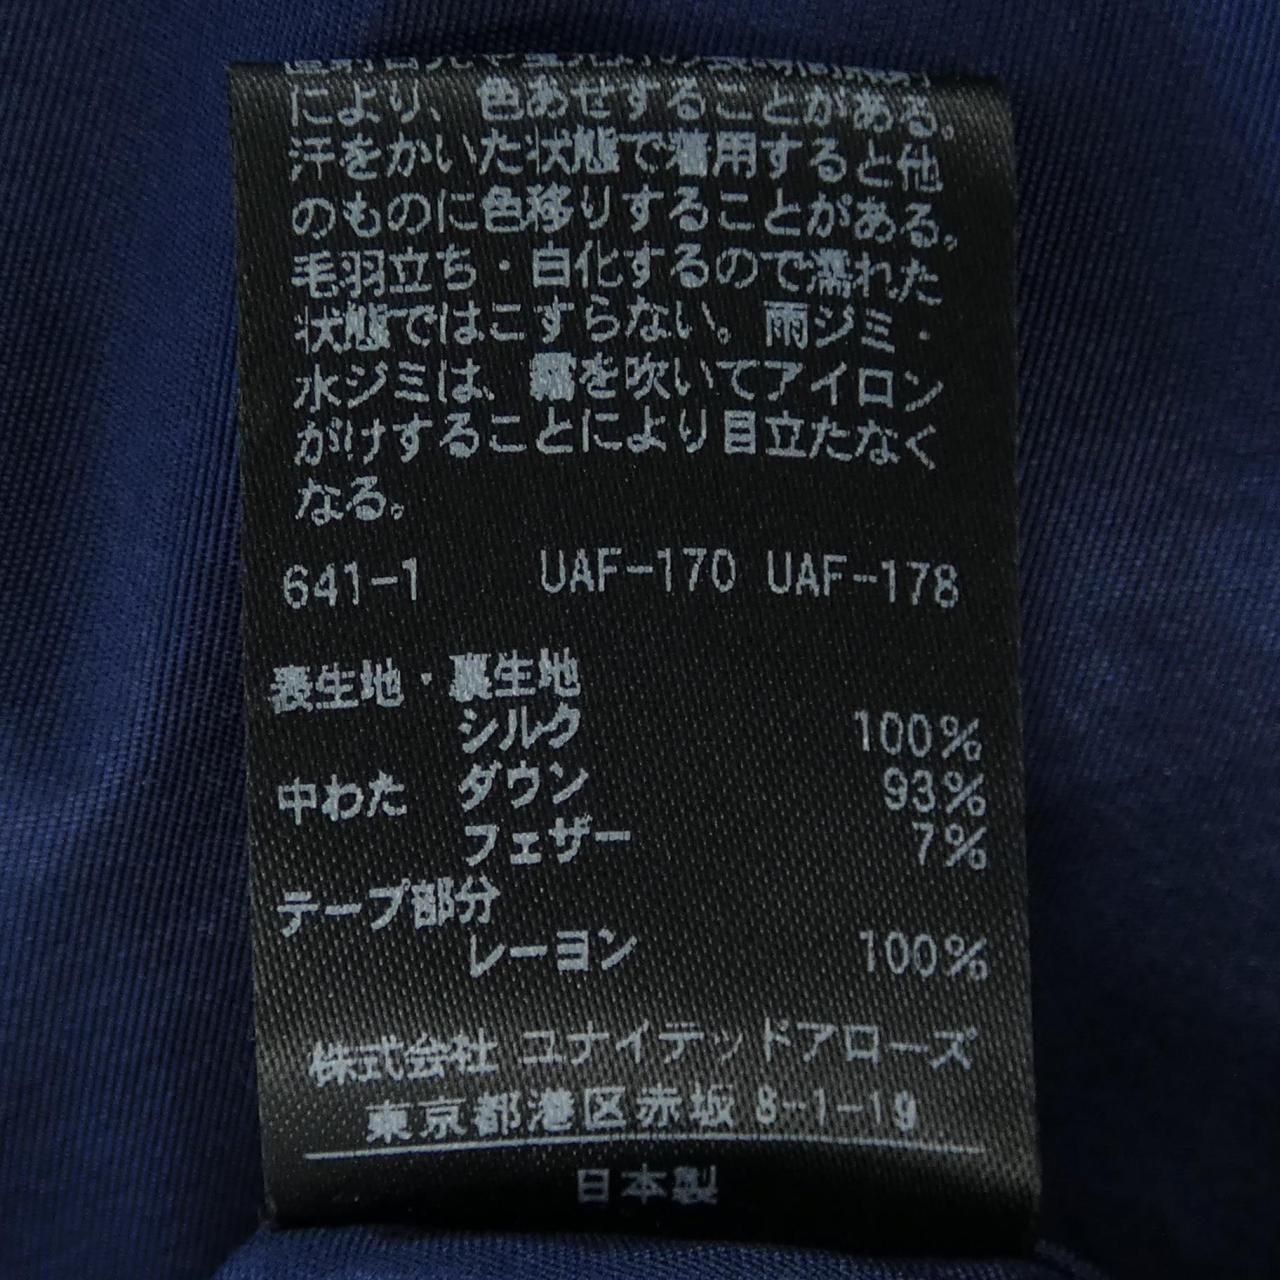 により、色あせすることがある。
汗をかいた状態で着用すると他
のものに色移りすることがある。
毛羽立ち・白化するので濡れた
状態ではこすらない。雨ジミ・
水ジミは、霧を吹いてアイロン
がけすることにより目立たなく
なる。
641-1 UAF-170 UAF-178
表生地・裏生地
シルク 100%
中わた ダウン 93%
フェザー 7%
テープ部分
レーヨン 100%
株式会社 ユナイテッドアローズ
東京都港区赤坂 8-1-19
日本製